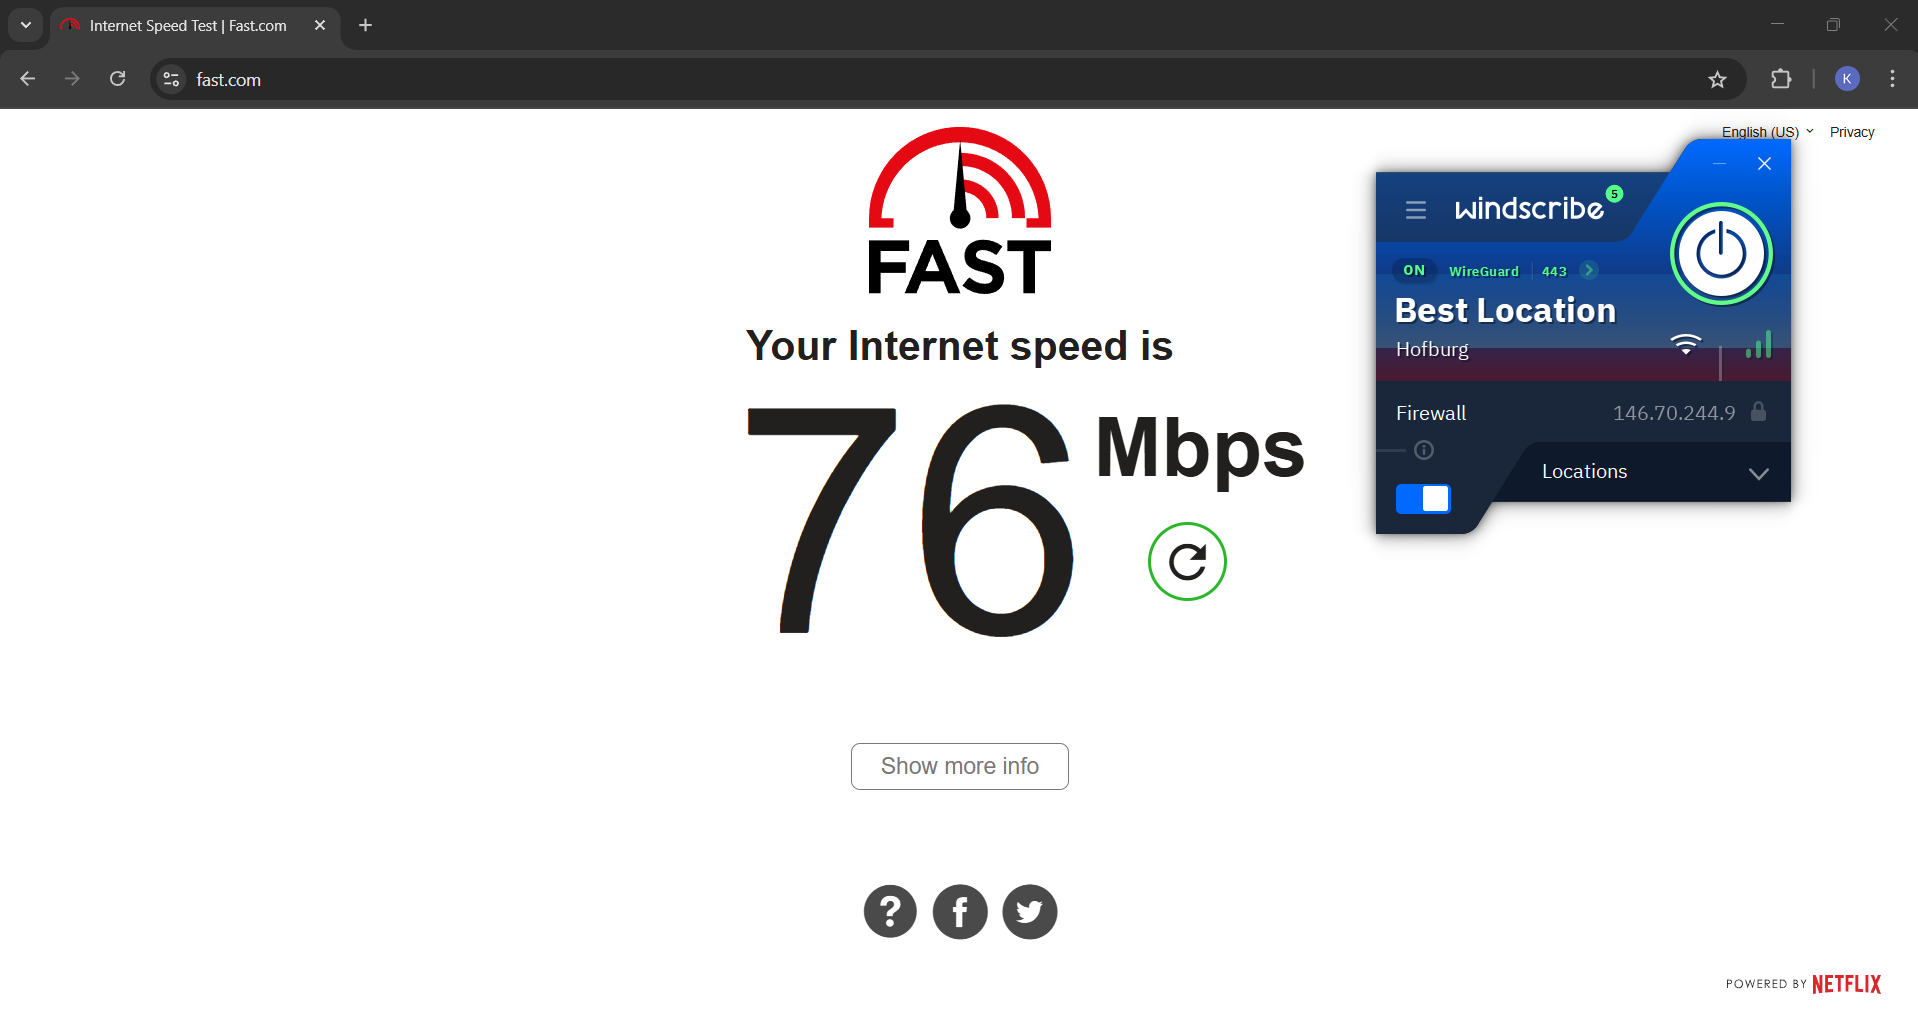 Internet Speed Test | Fast.com
fast.com
K
English (US)
Privacy
FAST
Your Internet speed is
76 Mbps
Show more info
?
f
POWERED BY NETFLIX
windscribe 5
ON WireGuard 443
Best Location
Hofburg
Firewall 146.70.244.9
Locations